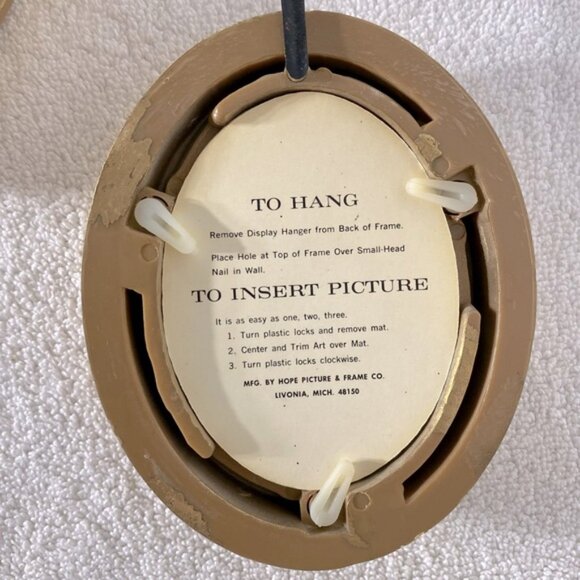 TO HANG
Remove Display Hanger from Back of Frame.
Place Hole at Top of Frame Over Small-Head
Nail in Wall.
TO INSERT PICTURE
It is as easy as one, two, three.
1. Turn plastic locks and remove mat.
2. Center and Trim Art over Mat.
3. Turn plastic locks clockwise.
MFG. BY HOPE PICTURE & FRAME CO.
LIVONIA, MICH. 48150